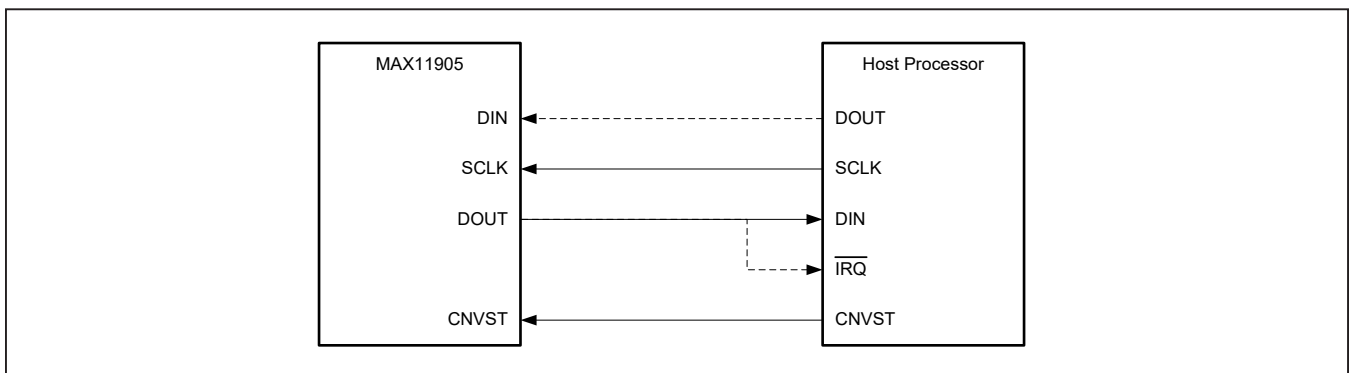 MAX11905
Host Processor
DIN
DOUT
SCLK
SCLK
DOUT
DIN
IRQ
CNVST
CNVST